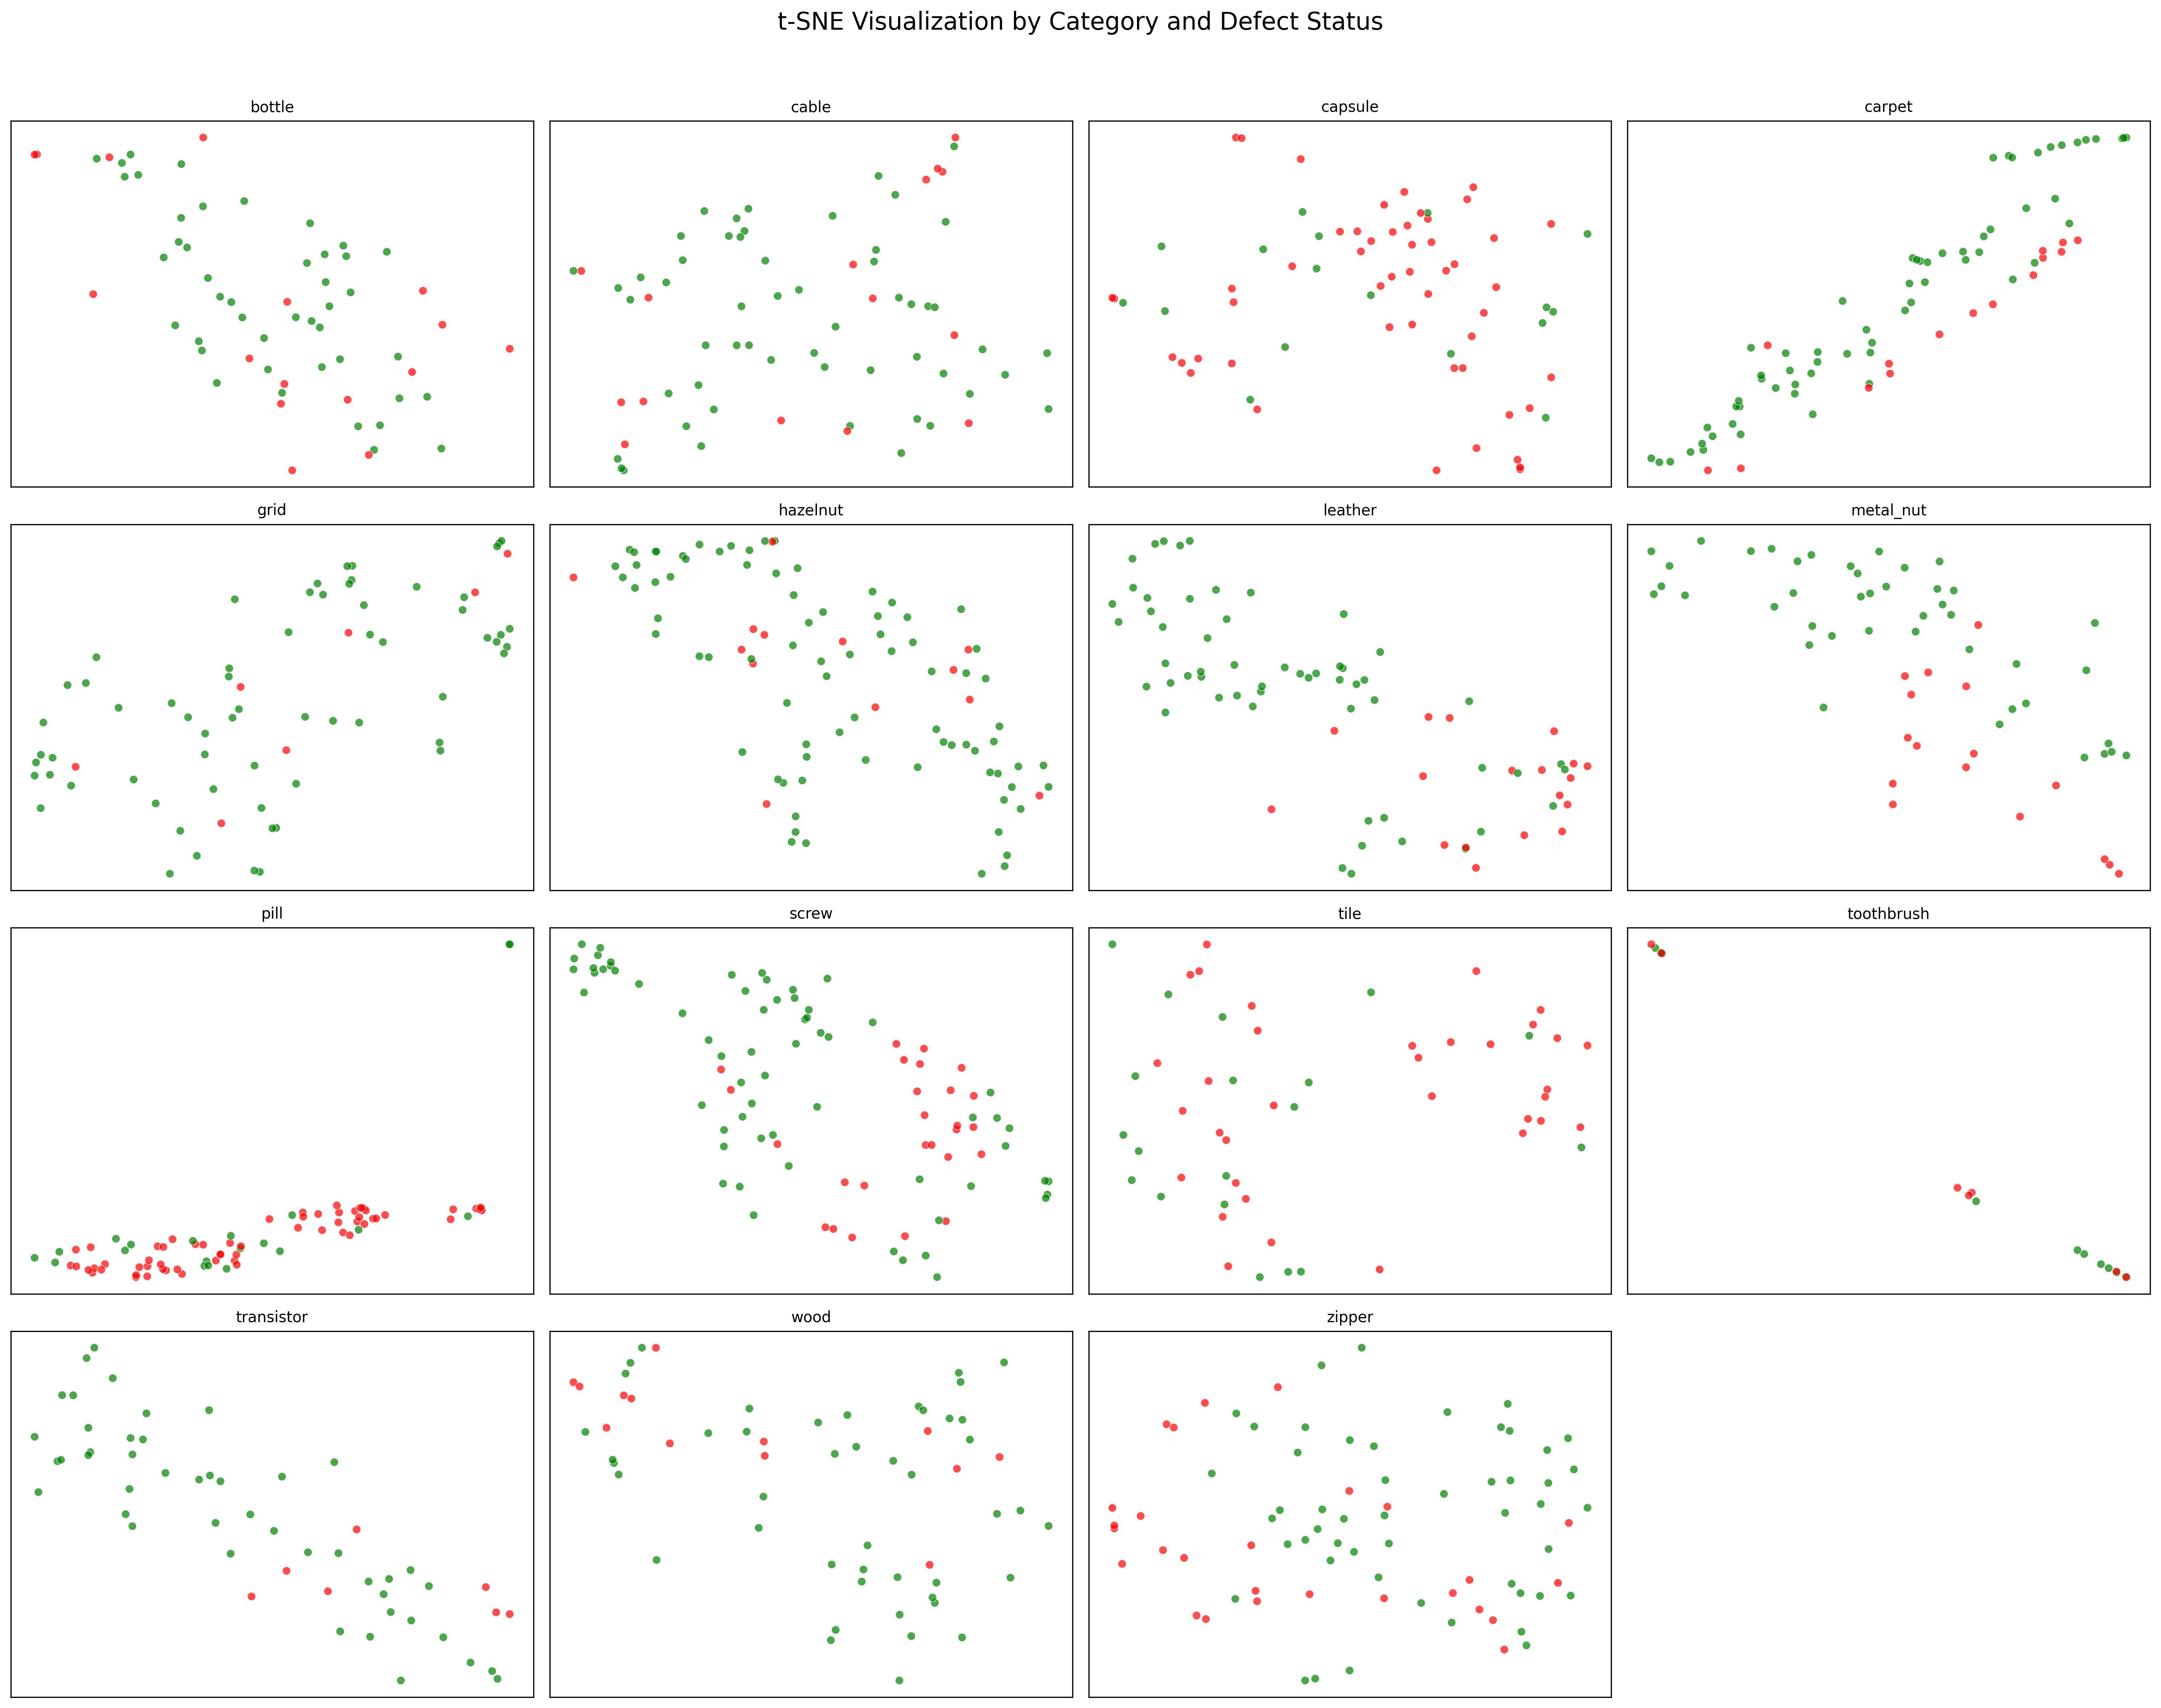 t-SNE Visualization by Category and Defect Status
bottle
cable
capsule
carpet
grid
hazelnut
leather
metal_nut
pill
screw
tile
toothbrush
transistor
wood
zipper